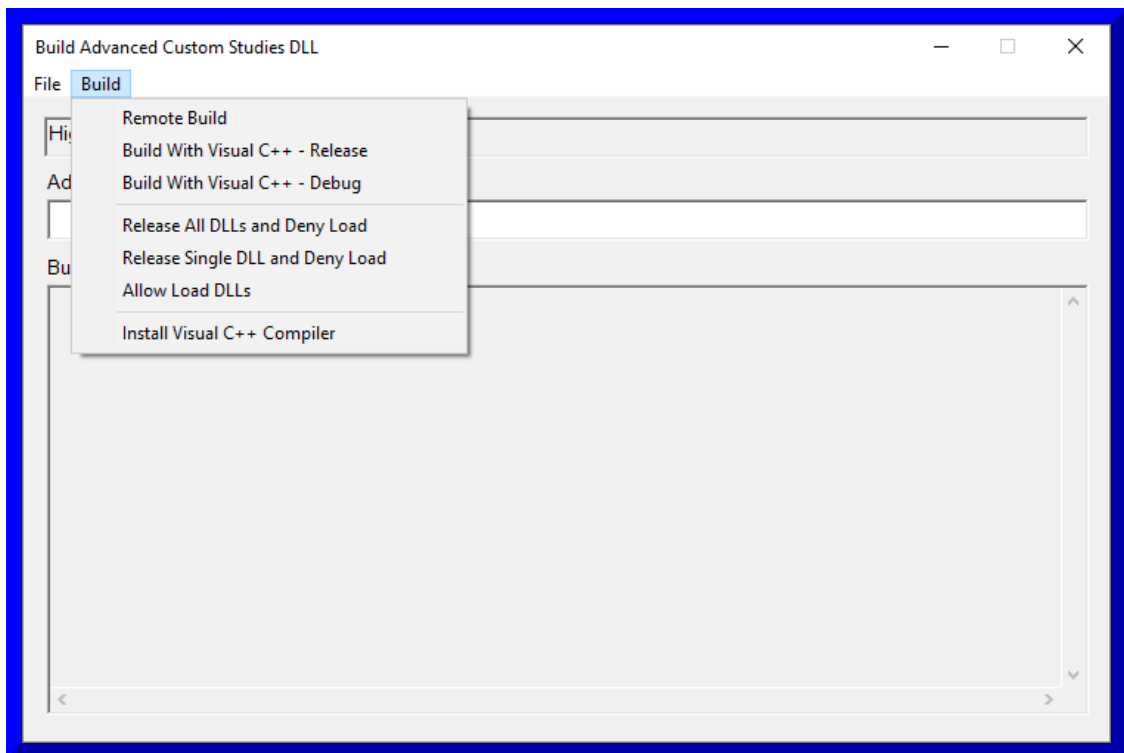 Build Advanced Custom Studies DLL
File Build
Remote Build
Build With Visual C++ - Release
Build With Visual C++ - Debug
Release All DLLs and Deny Load
Release Single DLL and Deny Load
Allow Load DLLs
Install Visual C++ Compiler